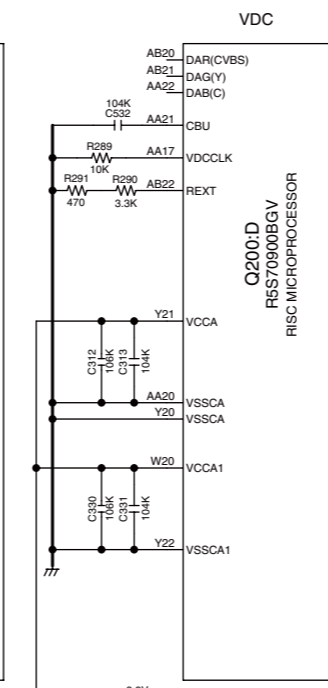 VDC
AB20 DAR(CVBS)
AB21 DAG(Y)
AA22 DAB(C)
104K
C532 AA21 CBU
R289 AA17 VDCCLK
10K
R291 R290 AB22 REXT
470 3.3K
Q200:D
R5S70900BGV
RISC MICROPROCESSOR
Y21 VCCA
C312 106K C313 104K
AA20 VSSCA
Y20 VSSCA
W20 VCCA1
C330 106K C331 104K
Y22 VSSCA1